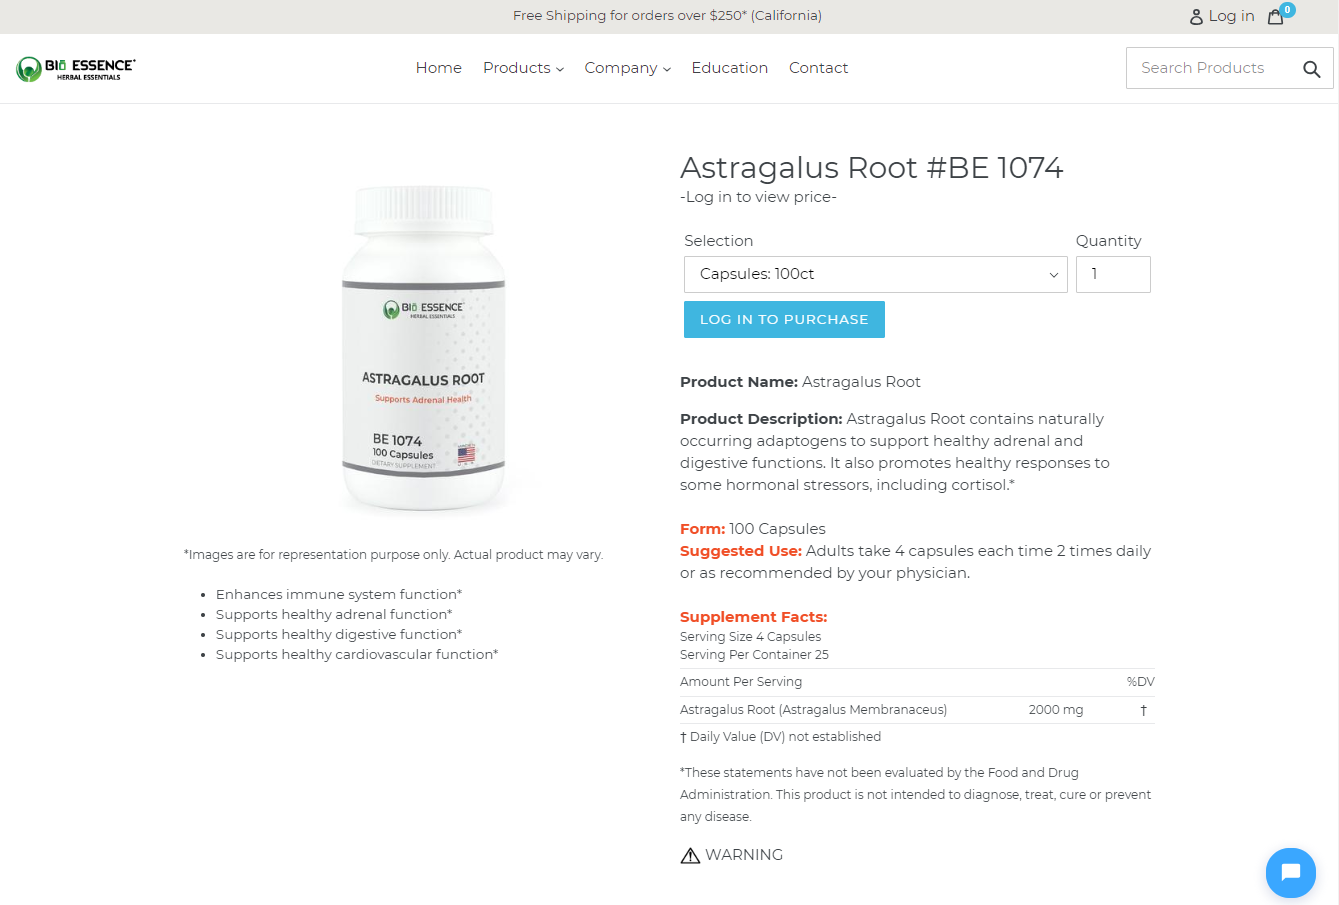 Free Shipping for orders over $250* (California)
Log in
0
BIO ESSENCE
HERBAL ESSENTIALS
Home
Products
Company
Education
Contact
Search Products
Astragalus Root #BE 1074
-Log in to view price-
Selection
Quantity
Capsules: 100ct
1
LOG IN TO PURCHASE
BIO ESSENCE
HERBAL ESSENTIALS
ASTRAGALUS ROOT
Supports Adrenal Health
BE 1074
100 Capsules
DIETARY SUPPLEMENT
*Images are for representation purpose only. Actual product may vary.
• Enhances immune system function*
• Supports healthy adrenal function*
• Supports healthy digestive function*
• Supports healthy cardiovascular function*
Product Name: Astragalus Root
Product Description: Astragalus Root contains naturally
occurring adaptogens to support healthy adrenal and
digestive functions. It also promotes healthy responses to
some hormonal stressors, including cortisol.*
Form: 100 Capsules
Suggested Use: Adults take 4 capsules each time 2 times daily
or as recommended by your physician.
Supplement Facts:
Serving Size 4 Capsules
Serving Per Container 25
Amount Per Serving %DV
Astragalus Root (Astragalus Membranaceus) 2000 mg †
† Daily Value (DV) not established
*These statements have not been evaluated by the Food and Drug
Administration. This product is not intended to diagnose, treat, cure or prevent
any disease.
WARNING